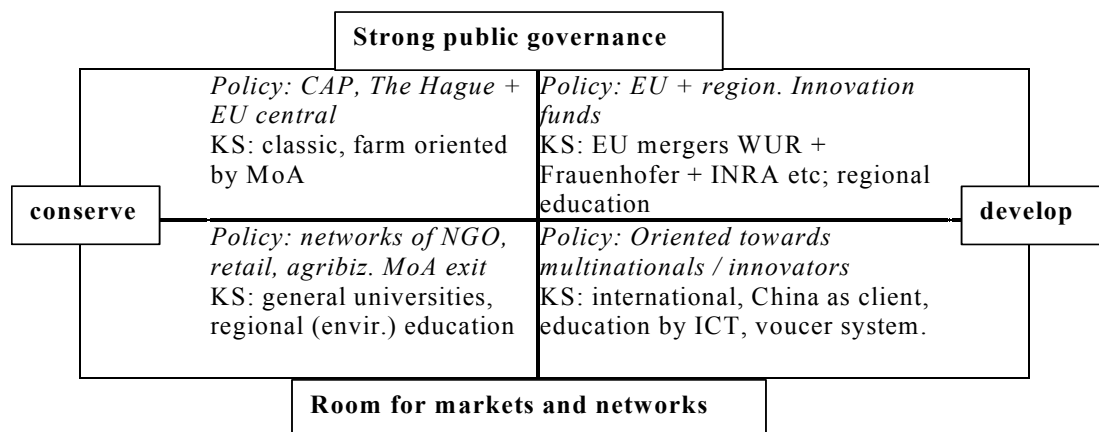 Strong public governance
Policy: CAP, The Hague +
EU central
KS: classic, farm oriented
by MoA
Policy: EU + region. Innovation
funds
KS: EU mergers WUR +
Frauenhofer + INRA etc; regional
education
conserve
develop
Policy: networks of NGO,
retail, agribiz. MoA exit
KS: general universities,
regional (envir.) education
Policy: Oriented towards
multinationals / innovators
KS: international, China as client,
education by ICT, voucer system.
Room for markets and networks